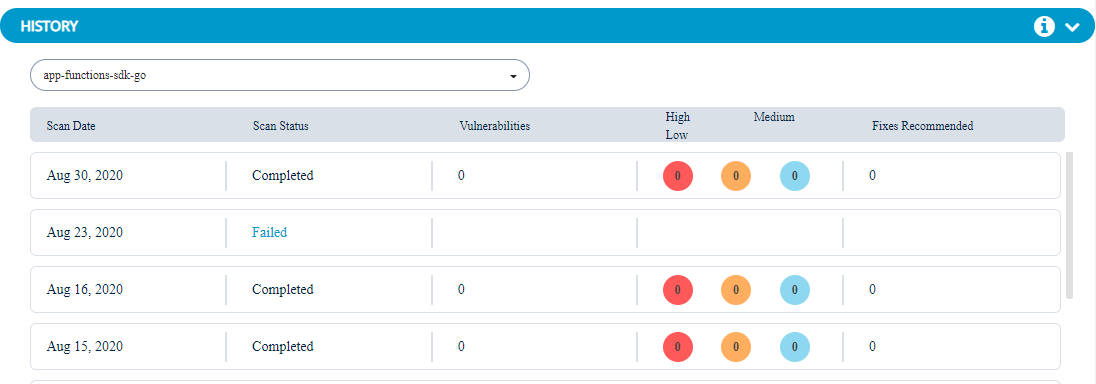 HISTORY
app-functions-sdk-go
Scan Date Scan Status Vulnerabilities High Medium Fixes Recommended
Low
Aug 30, 2020 Completed 0 0 0 0 0
Aug 23, 2020 Failed
Aug 16, 2020 Completed 0 0 0 0 0
Aug 15, 2020 Completed 0 0 0 0 0